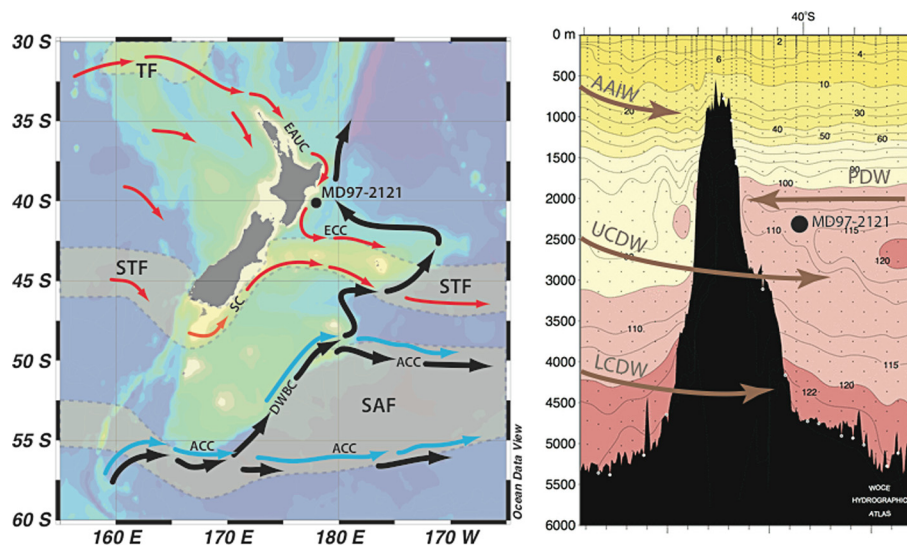 30 S
35 S
40 S
45 S
50 S
55 S
60 S
160 E
170 E
180 E
170 W
TF
EAUC
MD97-2121
ECC
STF
STF
SC
ACC
DWBC
SAF
ACC
ACC
Ocean Data View
40°S
0 m
500
1000
1500
2000
2500
3000
3500
4000
4500
5000
5500
6000
2
4
6
10
AAIW
20
30
40
50
60
100
PDW
MD97-2121
110
115
UCDW
120
110
115
LCDW
120
122
WOCE
HYDROGRAPHIC
ATLAS